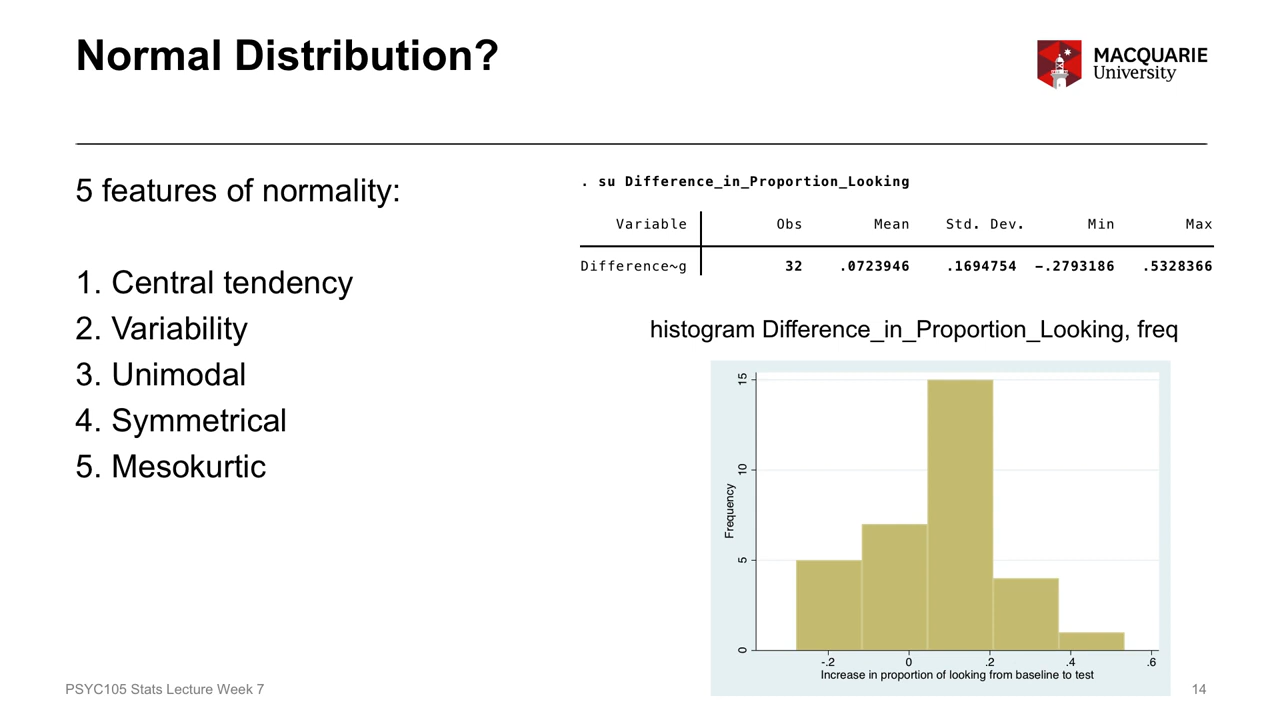 Normal Distribution?
MACQUARIE
University
5 features of normality:
1. Central tendency
2. Variability
3. Unimodal
4. Symmetrical
5. Mesokurtic
. su Difference_in_Proportion_Looking
Variable Obs Mean Std. Dev. Min Max
Difference~g 32 .0723946 .1694754 -.2793186 .5328366
histogram Difference_in_Proportion_Looking, freq
Frequency
15
10
5
0
-.2 0 .2 .4 .6
Increase in proportion of looking from baseline to test
PSYC105 Stats Lecture Week 7
14